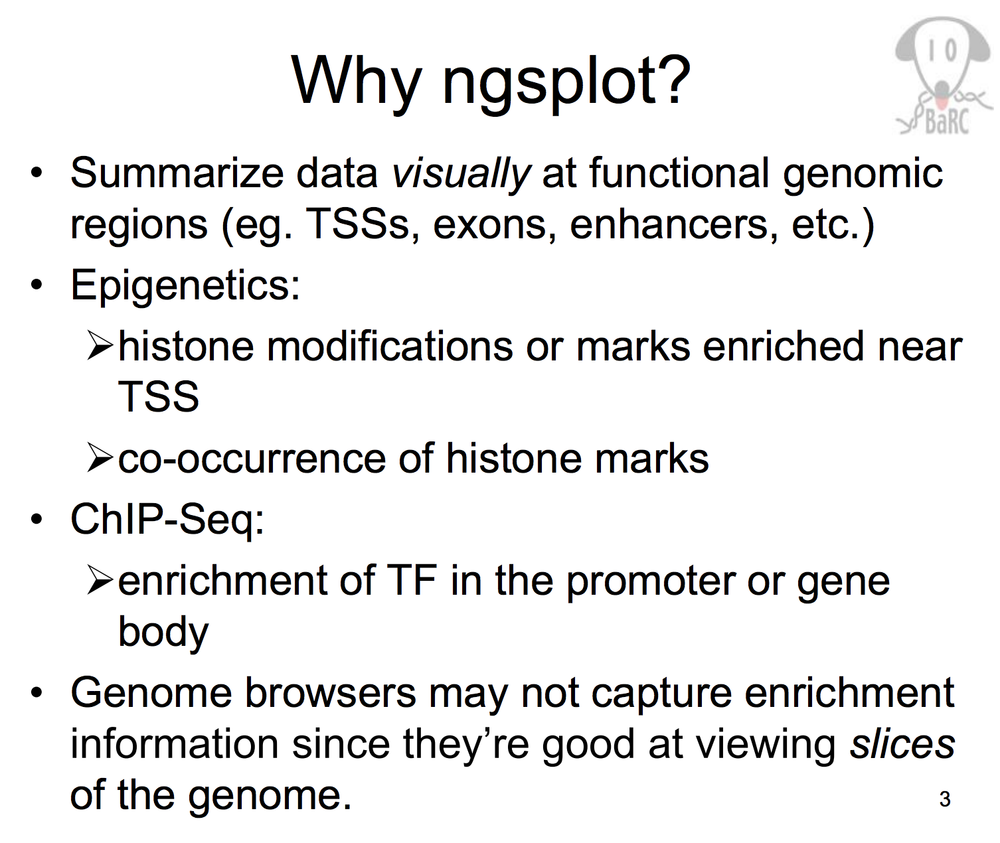 Why ngsplot?
10
BaRC
• Summarize data visually at functional genomic
regions (eg. TSSs, exons, enhancers, etc.)
• Epigenetics:
➢histone modifications or marks enriched near
TSS
➢co-occurrence of histone marks
• ChIP-Seq:
➢enrichment of TF in the promoter or gene
body
• Genome browsers may not capture enrichment
information since they’re good at viewing slices
of the genome.
3